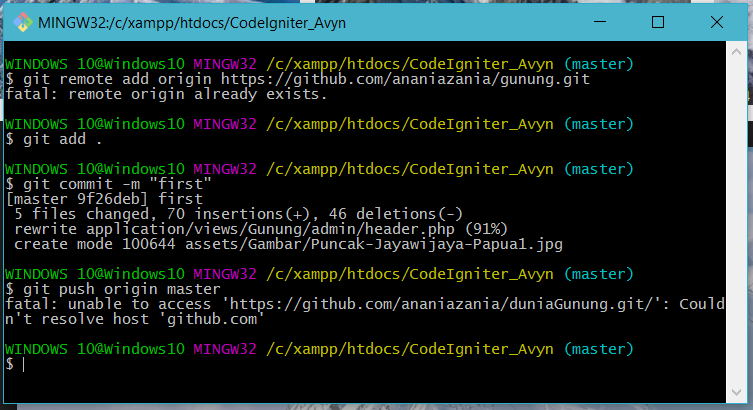 MINGW32:/c/xampp/htdocs/CodeIgniter_Avyn
WINDOWS 10@Windows10 MINGW32 /c/xampp/htdocs/CodeIgniter_Avyn (master)
$ git remote add origin https://github.com/ananiazania/gunung.git
fatal: remote origin already exists.
WINDOWS 10@Windows10 MINGW32 /c/xampp/htdocs/CodeIgniter_Avyn (master)
$ git add .
WINDOWS 10@Windows10 MINGW32 /c/xampp/htdocs/CodeIgniter_Avyn (master)
$ git commit -m "first"
[master 9f26deb] first
 5 files changed, 70 insertions(+), 46 deletions(-)
 rewrite application/views/Gunung/admin/header.php (91%)
 create mode 100644 assets/Gambar/Puncak-Jayawijaya-Papua1.jpg
WINDOWS 10@Windows10 MINGW32 /c/xampp/htdocs/CodeIgniter_Avyn (master)
$ git push origin master
fatal: unable to access 'https://github.com/ananiazania/duniaGunung.git/': Could
n't resolve host 'github.com'
WINDOWS 10@Windows10 MINGW32 /c/xampp/htdocs/CodeIgniter_Avyn (master)
$